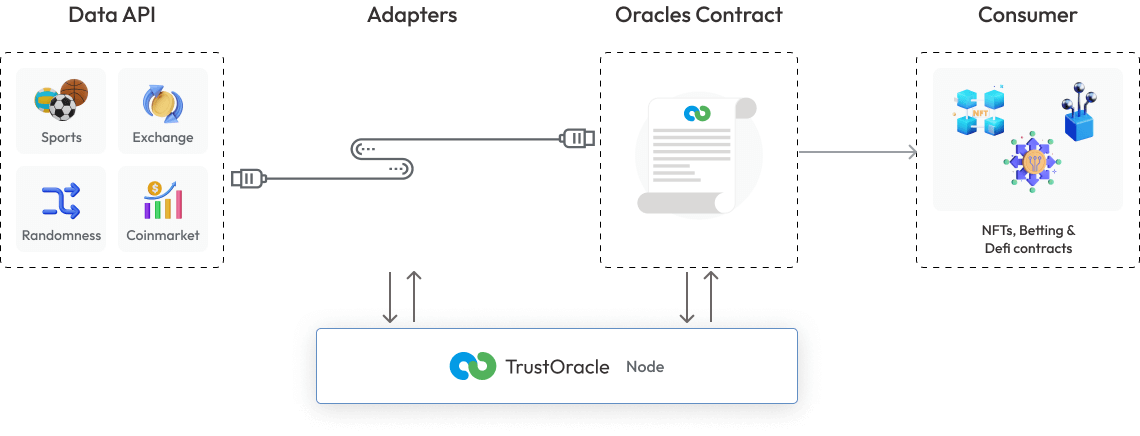 Data API
Adapters
Oracles Contract
Consumer
Sports
Exchange
Randomness
Coinmarket
NFT
NFTs, Betting &
Defi contracts
TrustOracle Node